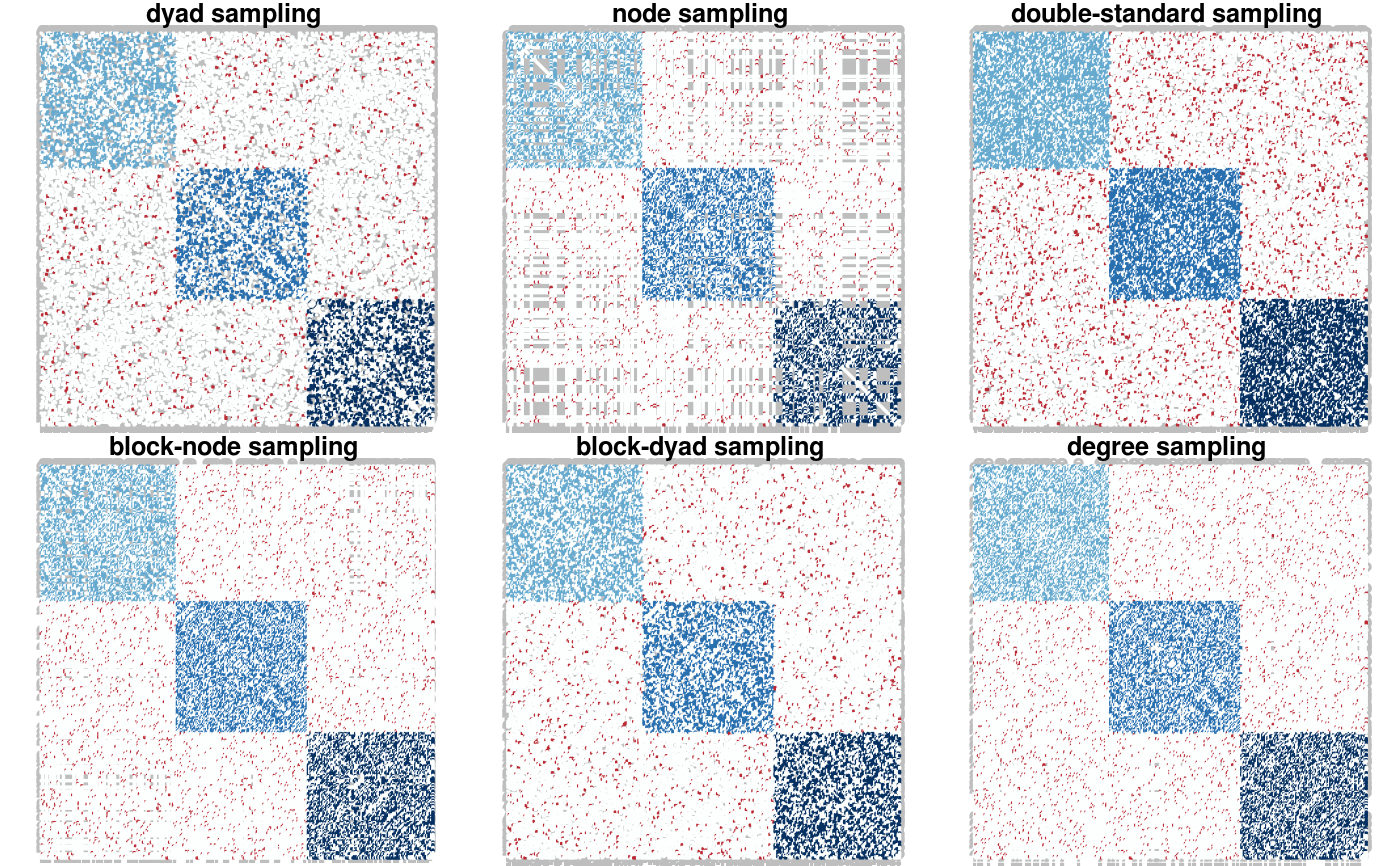 dyad sampling
node sampling
double-standard sampling
block-node sampling
block-dyad sampling
degree sampling